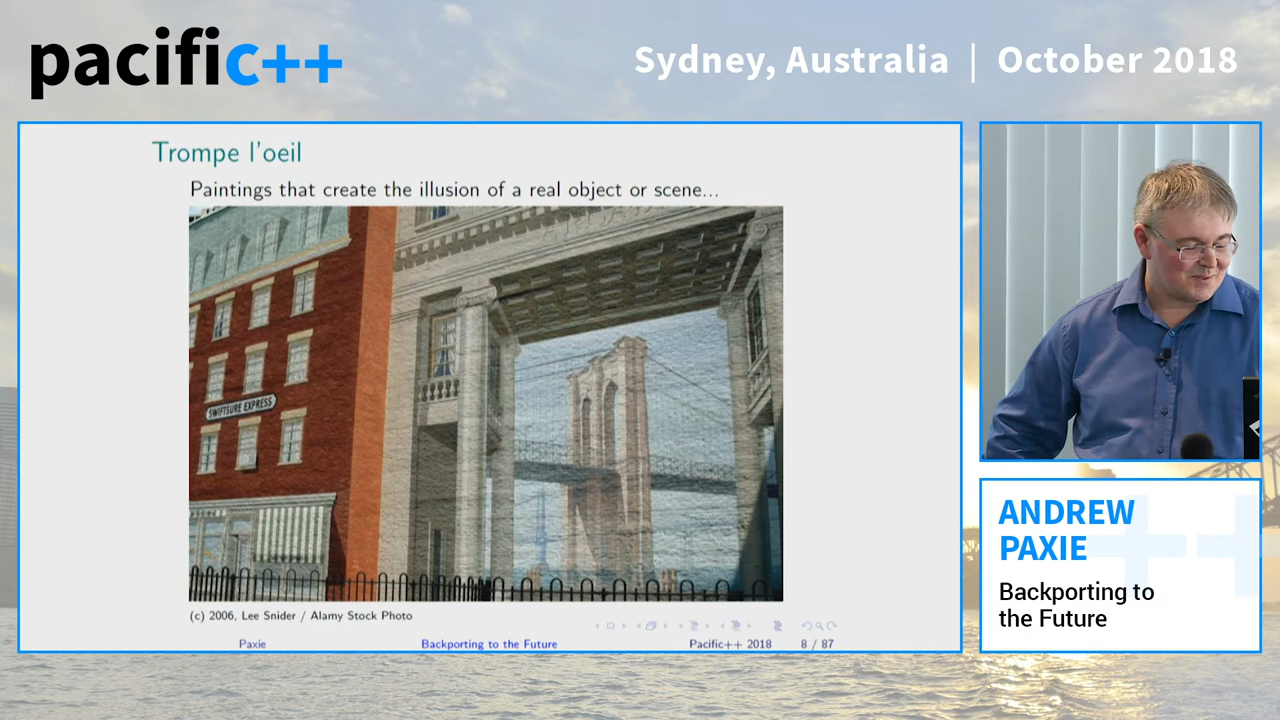 pacific++
Sydney, Australia | October 2018
Trompe l'oeil
Paintings that create the illusion of a real object or scene...
SWIFTSURE EXPRESS
(c) 2006, Lee Snider / Alamy Stock Photo
Paxie Backporting to the Future Pacific++ 2018 8 / 87
ANDREW
PAXIE
Backporting to
the Future